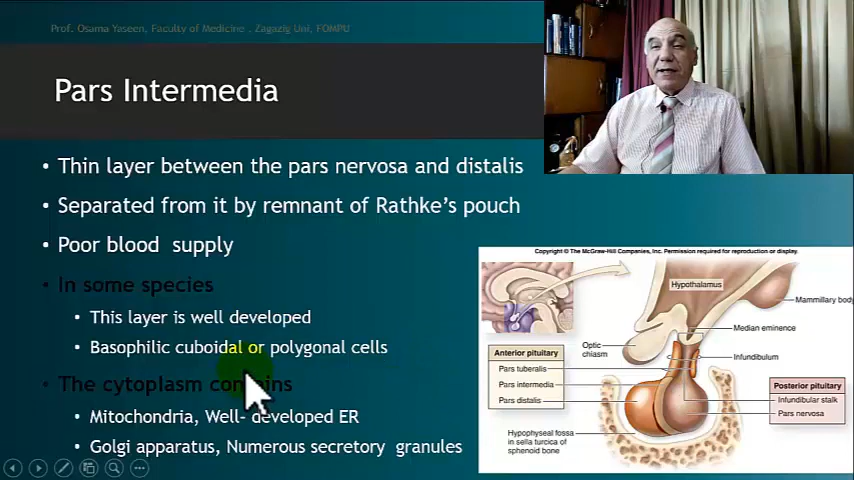 Prof. Osama Yaseen, Faculty of Medicine , Zagazig Uni, FOMPU
Pars Intermedia
• Thin layer between the pars nervosa and distalis
• Separated from it by remnant of Rathke's pouch
• Poor blood supply
• In some species
• This layer is well developed
• Basophilic cuboidal or polygonal cells
• The cytoplasm contains
• Mitochondria, Well- developed ER
• Golgi apparatus, Numerous secretory granules
Copyright © The McGraw-Hill Companies, Inc. Permission required for reproduction or display.
Hypothalamus
Mammillary body
Median eminence
Optic
chiasm
Infundibulum
Anterior pituitary
Pars tuberalis
Pars intermedia
Pars distalis
Posterior pituitary
Infundibular stalk
Pars nervosa
Hypophyseal fossa
in sella turcica of
sphenoid bone